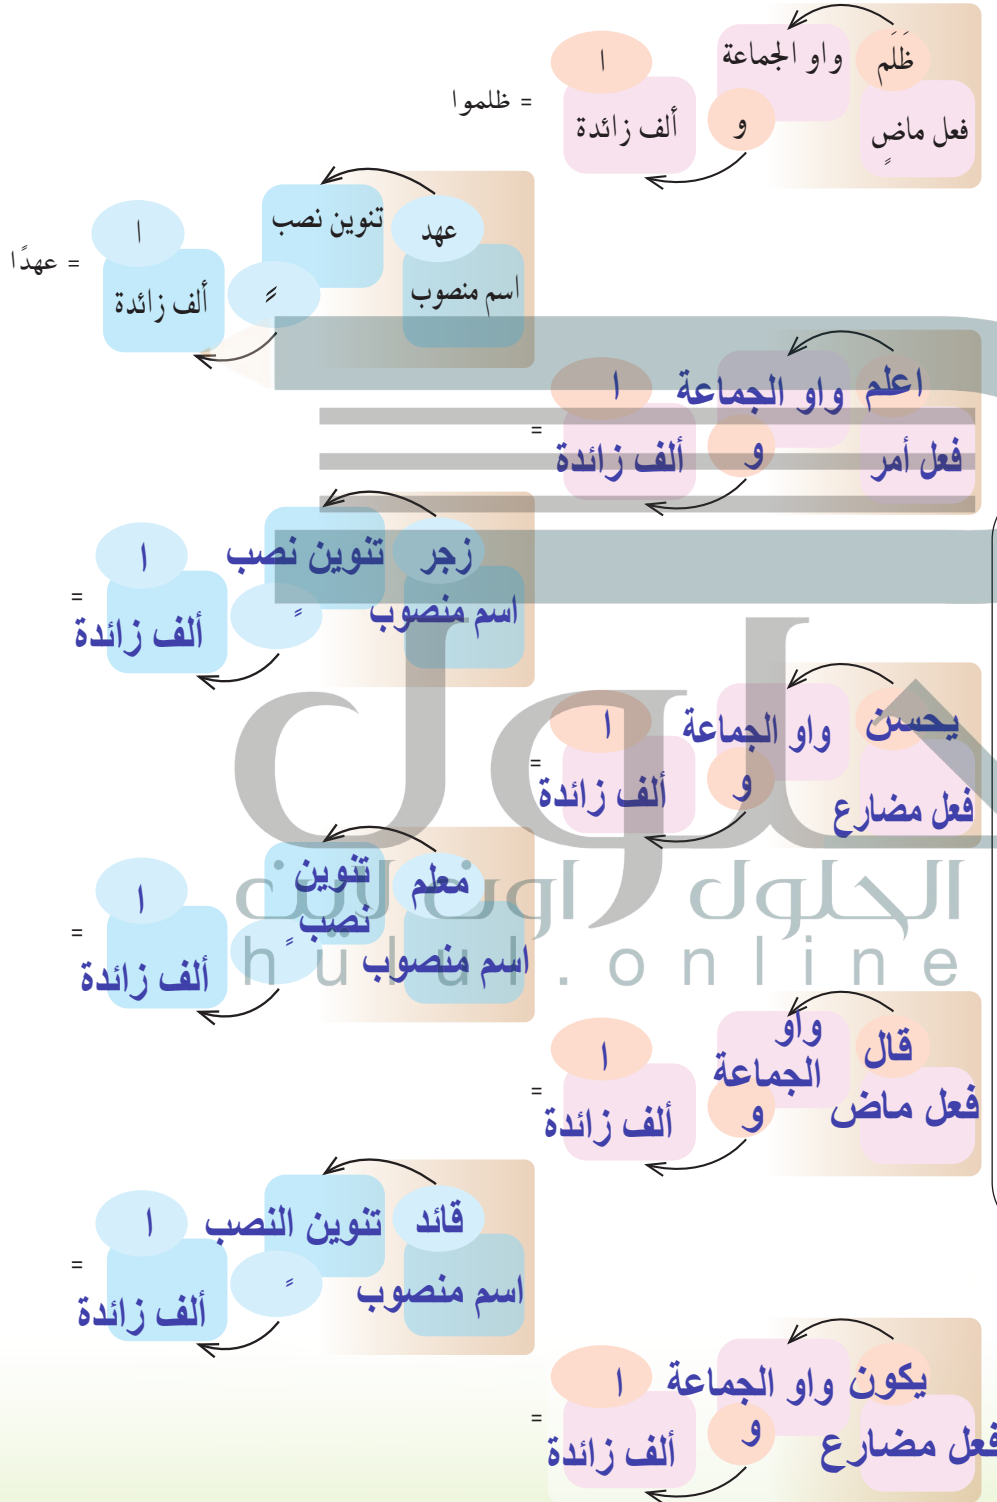 ظَلَم واو الجماعة ا
فعل ماضٍ و ألف زائدة
= ظلموا
عهد تنوين نصب ا
اسم منصوب ـً ألف زائدة
= عهدًا
اعلم واو الجماعة ا
فعل أمر و ألف زائدة
=
زجر تنوين نصب ا
اسم منصوب ـً ألف زائدة
=
يحسن واو الجماعة ا
فعل مضارع و ألف زائدة
=
معلم تنوين نصب ا
اسم منصوب ـً ألف زائدة
=
قال واو الجماعة ا
فعل ماض و ألف زائدة
=
قائد تنوين النصب ا
اسم منصوب ـً ألف زائدة
=
يكون واو الجماعة ا
فعل مضارع و ألف زائدة
=
حلول
الحلول اون لاين
hulul.online